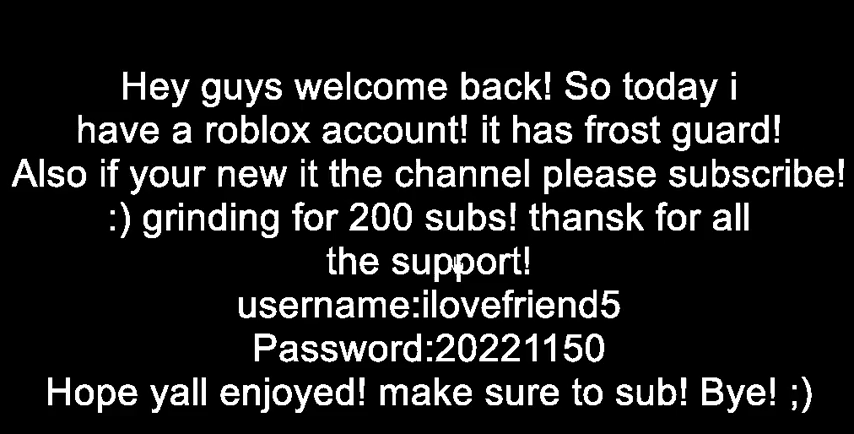 Hey guys welcome back! So today i
have a roblox account! it has frost guard!
Also if your new it the channel please subscribe!
:) grinding for 200 subs! thansk for all
the support!
username:ilovefriend5
Password:20221150
Hope yall enjoyed! make sure to sub! Bye! ;)